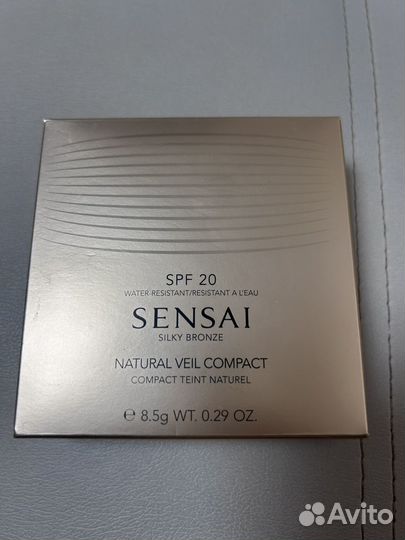 SPF 20
WATER-RESISTANT/RESISTANT A L'EAU
SENSAI
SILKY BRONZE
NATURAL VEIL COMPACT
COMPACT TEINT NATUREL
℮ 8.5g WT. 0.29 OZ.
Avito